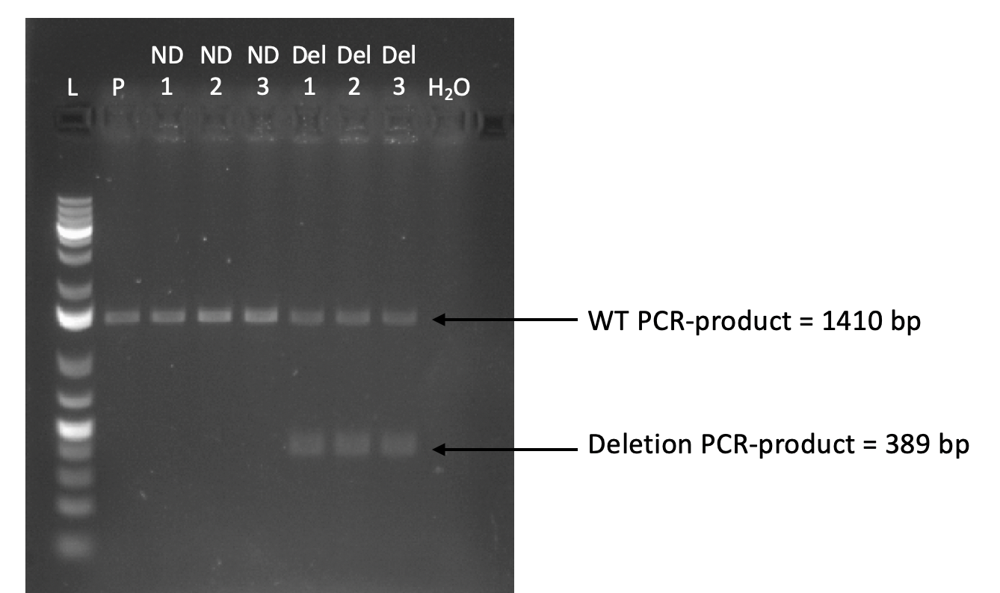 ND ND ND Del Del Del
L P 1 2 3 1 2 3 H₂O
WT PCR-product = 1410 bp
Deletion PCR-product = 389 bp